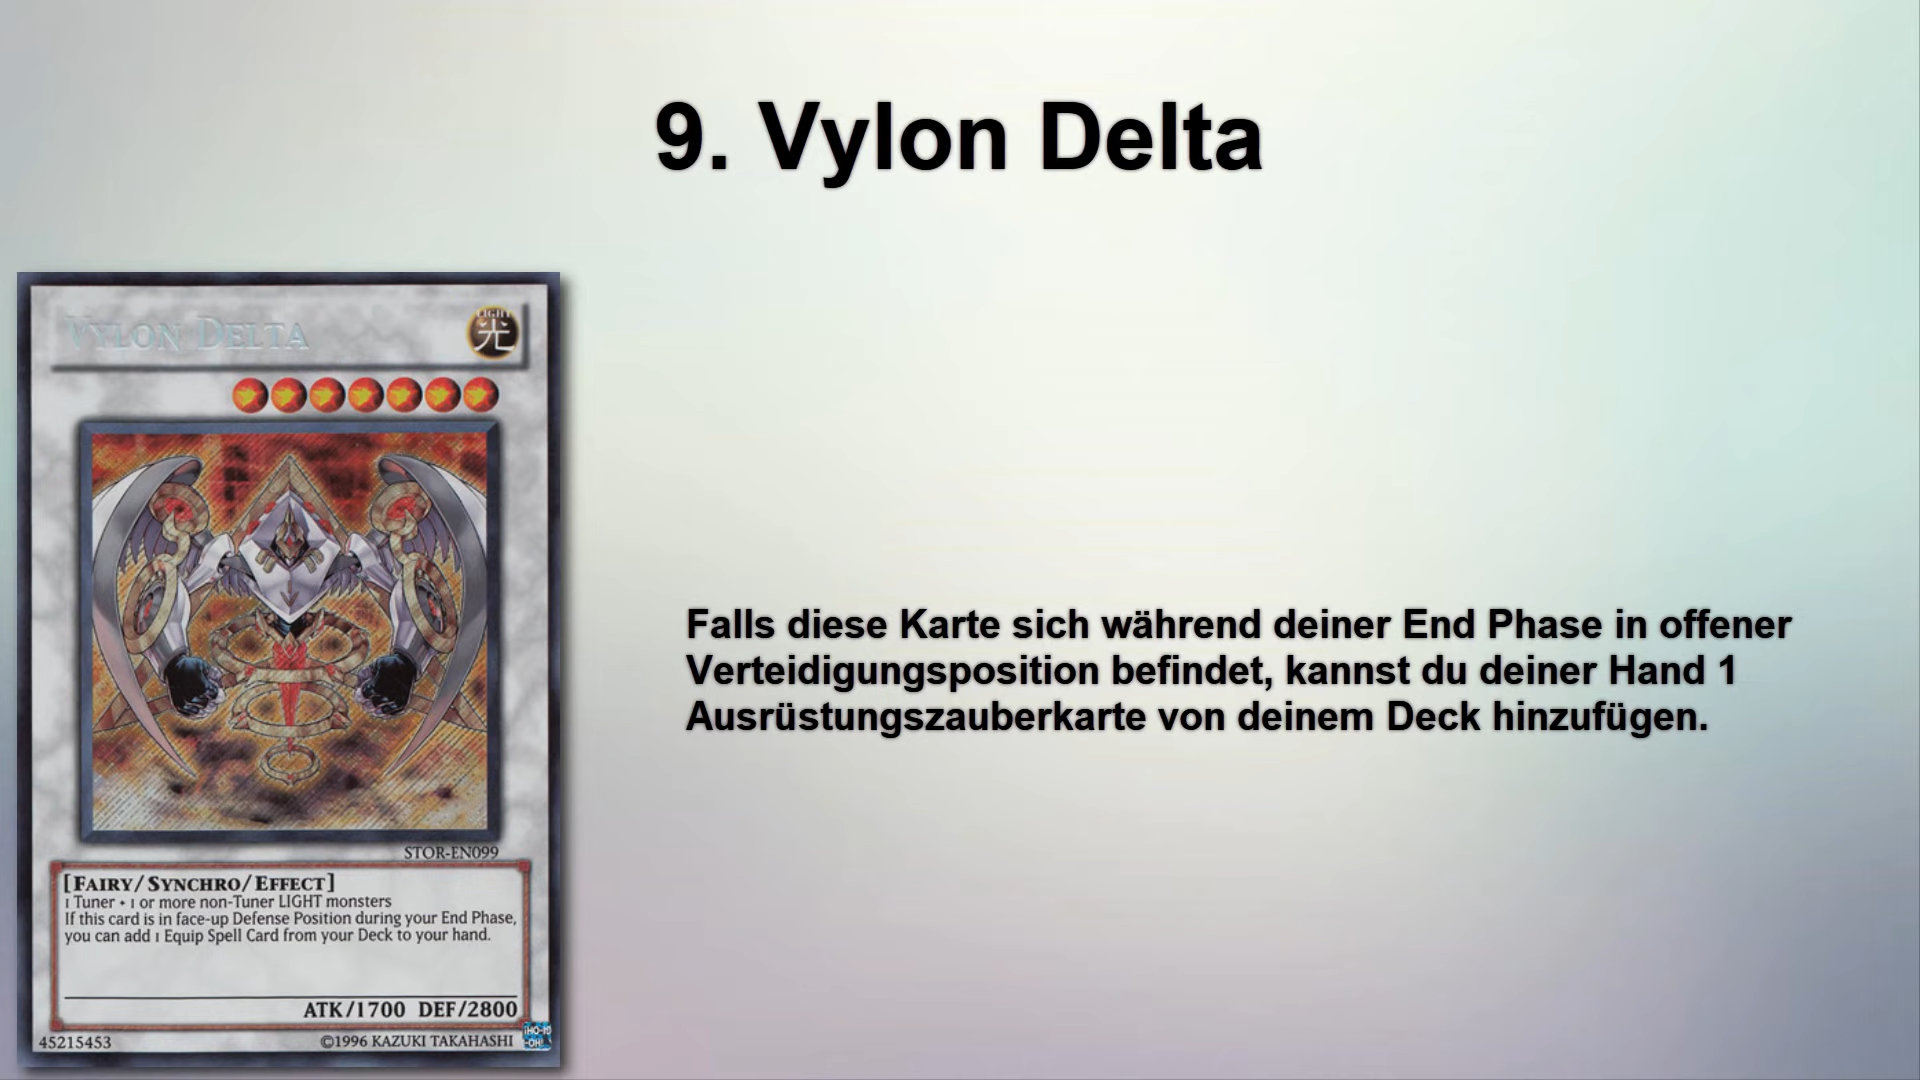 9. Vylon Delta
VYLON DELTA
LIGHT
光
Falls diese Karte sich während deiner End Phase in offener
Verteidigungsposition befindet, kannst du deiner Hand 1
Ausrüstungszauberkarte von deinem Deck hinzufügen.
STOR-EN099
[FAIRY/SYNCHRO/EFFECT]
1 Tuner + 1 or more non-Tuner LIGHT monsters
If this card is in face-up Defense Position during your End Phase,
you can add 1 Equip Spell Card from your Deck to your hand.
ATK/1700 DEF/2800
45215453
©1996 KAZUKI TAKAHASHI